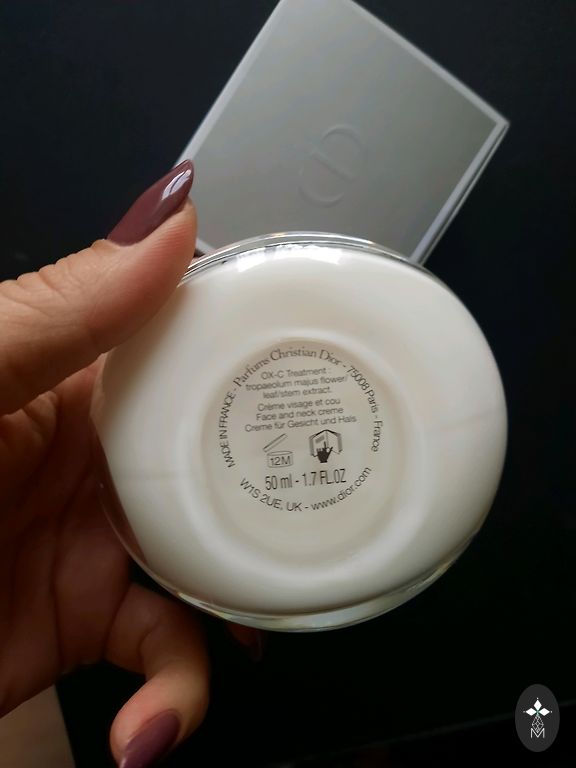 MADE IN FRANCE - Parfums Christian Dior - 75008 Paris - France
OX-C Treatment :
tropaeolum majus flower/
leaf/stem extract.
Crème visage et cou
Face and neck creme
Creme für Gesicht und Hals
12M
50 ml - 1.7 FL.OZ
W1S 2UE, UK - www.dior.com
M